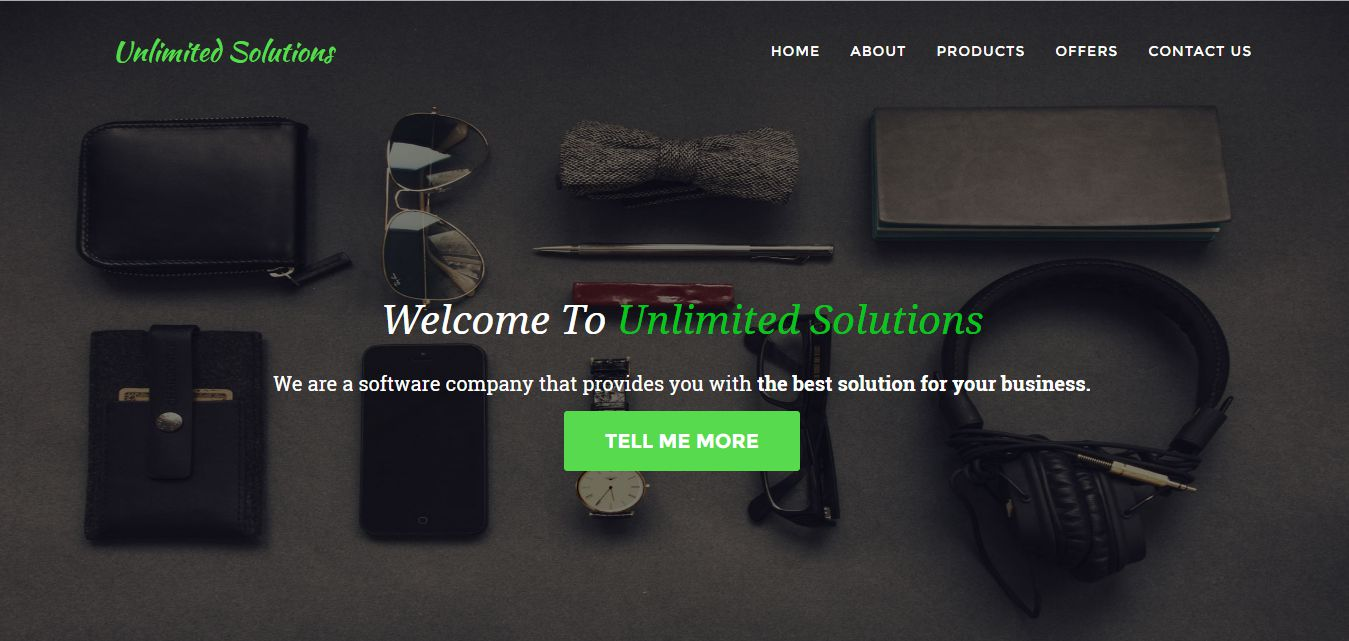 Unlimited Solutions
HOME ABOUT PRODUCTS OFFERS CONTACT US
Welcome To Unlimited Solutions
We are a software company that provides you with the best solution for your business.
TELL ME MORE